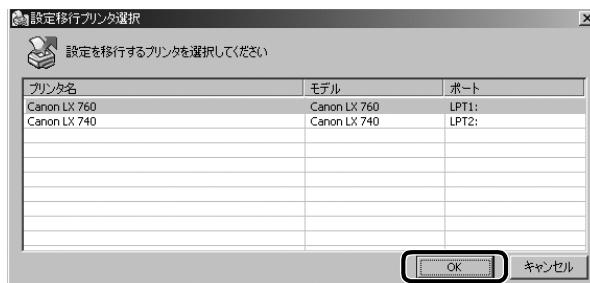 設定移行プリンタ選択
設定を移行するプリンタを選択してください
プリンタ名 モデル ポート
Canon LX 760 Canon LX 760 LPT1:
Canon LX 740 Canon LX 740 LPT2:
OK キャンセル